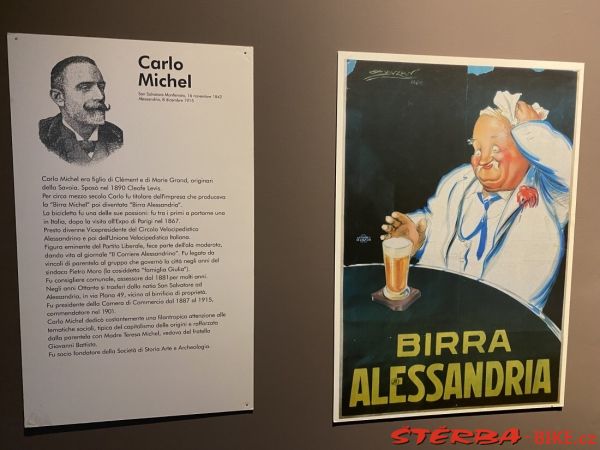 Carlo
Michel
San Salvatore Monferrato, 16 novembre 1842
Alessandria, 8 dicembre 1915
Carlo Michel era figlio di Clément e di Marie Grand, originari
della Savoia. Sposò nel 1890 Cleofe Levis.
Per circa mezzo secolo Carlo fu titolare dell'impresa che produceva
la "Birra Michel" poi diventata "Birra Alessandria".
La bicicletta fu una delle sue passioni: fu tra i primi a portarne una
in Italia, dopo la visita all'Expo di Parigi nel 1867.
Presto divenne Vicepresidente del Circolo Velocipedistico
Alessandrino e poi dell'Unione Velocipedistica Italiana.
Figura eminente del Partito Liberale, fece parte dell'ala moderata,
dando vita al giornale "Il Corriere Alessandrino". Fu legato da
vincoli di parentela al gruppo che governò la città negli anni del
sindaco Pietro Moro (la cosiddetta "famiglia Giulia").
Fu consigliere comunale, assessore dal 1881 per molti anni.
Negli anni Ottanta si trasferì dalla natia San Salvatore ad
Alessandria, in via Plana 49, vicino al birrificio di proprietà.
Fu presidente della Camera di Commercio dal 1887 al 1915,
commendatore nel 1901.
Carlo Michel dedicò costantemente una filantropica attenzione alle
tematiche sociali, tipica del capitalismo delle origini e rafforzata
dalla parentela con Madre Teresa Michel, vedova del fratello
Giovanni Battista.
Fu socio fondatore della Società di Storia Arte e Archeologia.
BIRRA
ALESSANDRIA
ŠTĚRBA-BIKE.cz